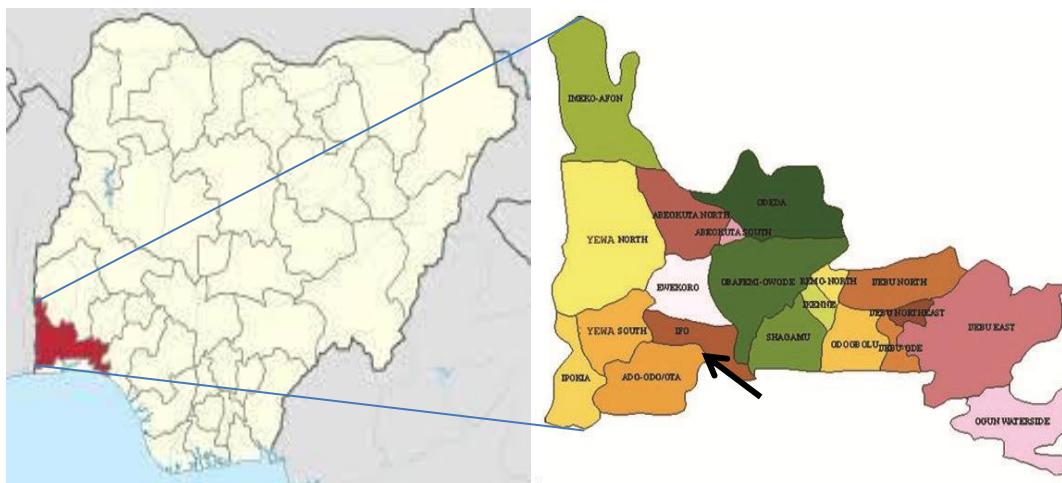 IMEKO-AFON
ODEDA
ABEOKUTA NORTH
ABEOKUTA SOUTH
YEWA NORTH
OBAFEMI-OWODE
REMO-NORTH
IJEBU NORTH
EWEKORO
IKENNE
IJEBU NORTHEAST
IJEBU EAST
YEWA SOUTH
IFO
SHAGAMU
ODOGBOLU
IJEBU-ODE
IPOKIA
ADO-ODO/OTA
OGUN WATERSIDE